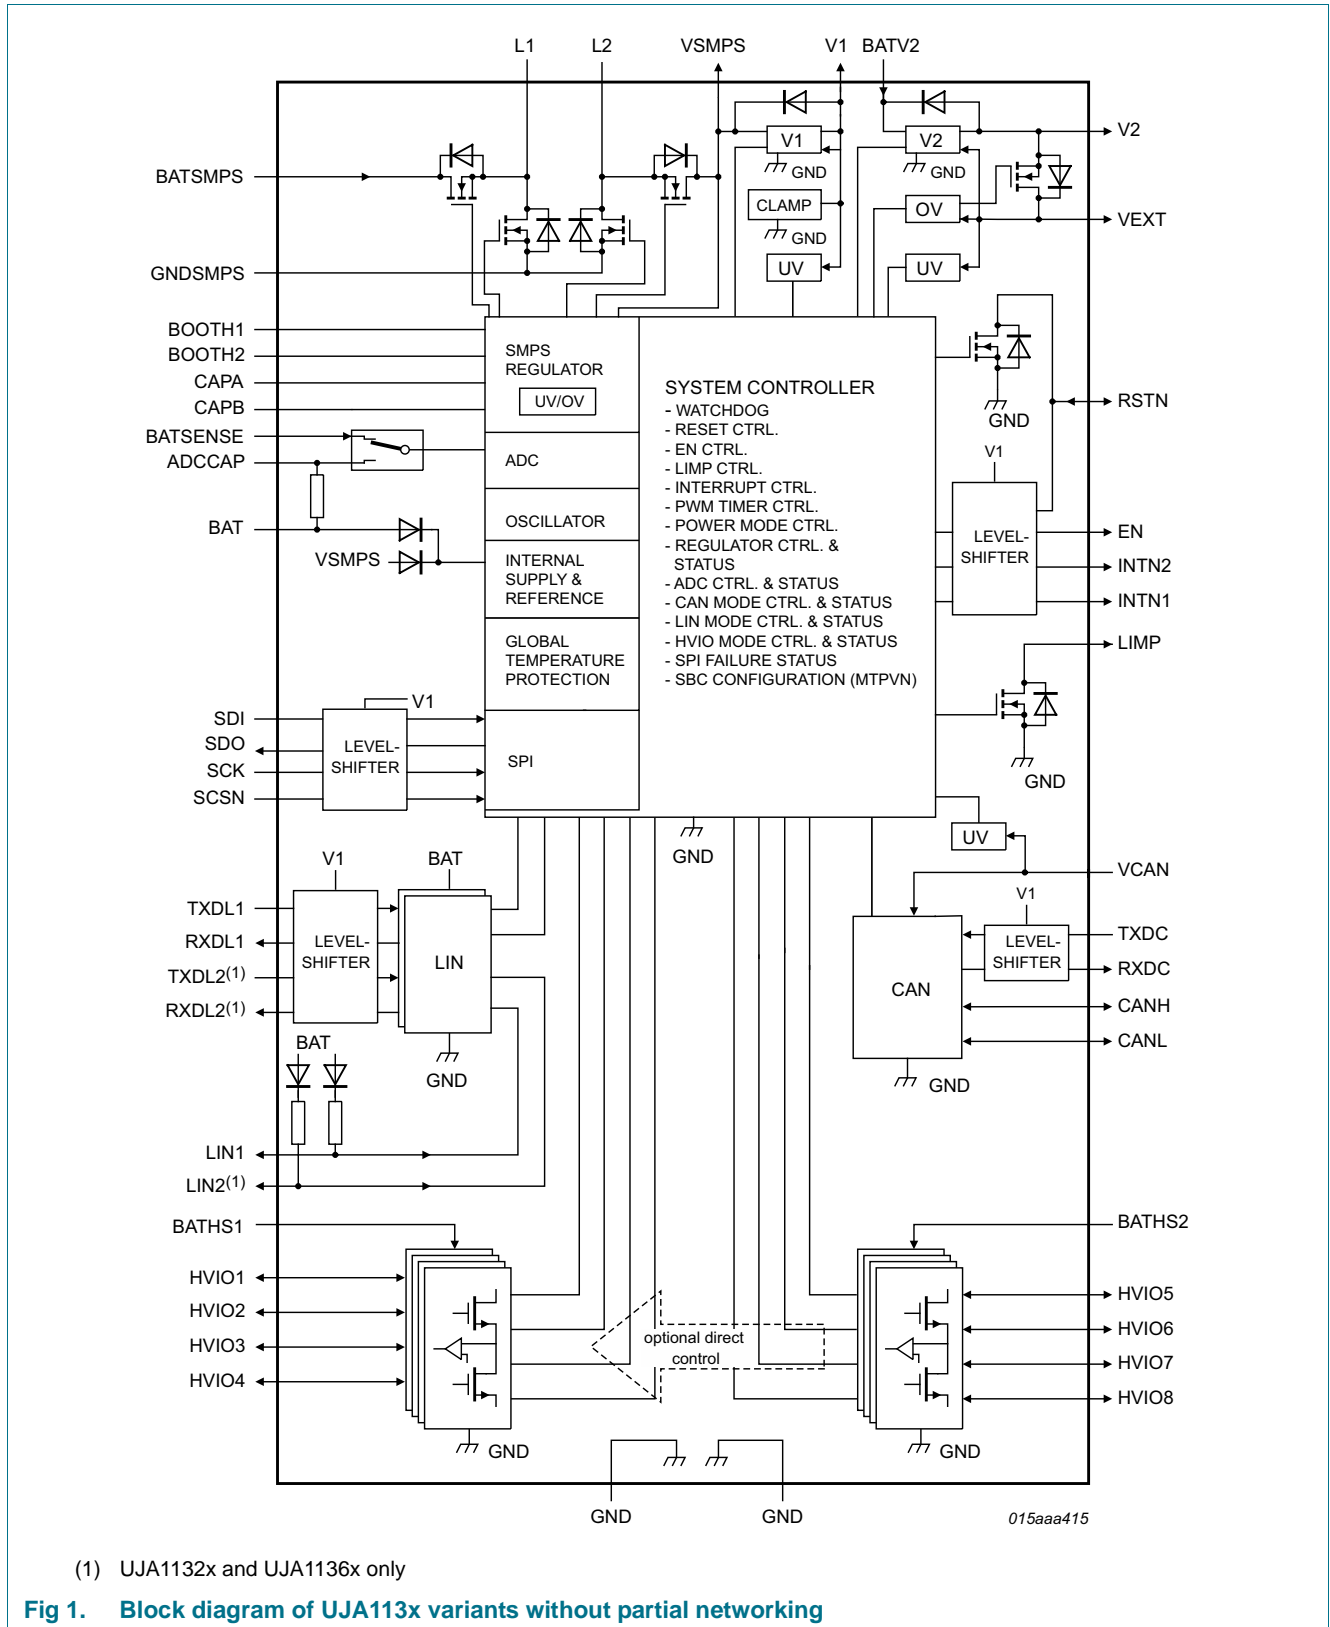 L1
L2
VSMPS
V1
BATV2
V1
GND
V2
GND
V2
BATSMPS
CLAMP
GND
OV
VEXT
GNDSMPS
UV
UV
BOOTH1
BOOTH2
CAPA
CAPB
BATSENSE
ADCCAP
BAT
VSMPS
SMPS
REGULATOR
UV/OV
ADC
OSCILLATOR
INTERNAL
SUPPLY &
REFERENCE
GLOBAL
TEMPERATURE
PROTECTION
SPI
SYSTEM CONTROLLER
- WATCHDOG
- RESET CTRL.
- EN CTRL.
- LIMP CTRL.
- INTERRUPT CTRL.
- PWM TIMER CTRL.
- POWER MODE CTRL.
- REGULATOR CTRL. &
STATUS
- ADC CTRL. & STATUS
- CAN MODE CTRL. & STATUS
- LIN MODE CTRL. & STATUS
- HVIO MODE CTRL. & STATUS
- SPI FAILURE STATUS
- SBC CONFIGURATION (MTPVN)
GND
RSTN
V1
LEVEL-
SHIFTER
EN
INTN2
INTN1
LIMP
GND
SDI
SDO
SCK
SCSN
V1
LEVEL-
SHIFTER
GND
UV
VCAN
V1
BAT
TXDL1
RXDL1
TXDL2(1)
RXDL2(1)
LEVEL-
SHIFTER
LIN
GND
BAT
V1
LEVEL-
SHIFTER
CAN
GND
TXDC
RXDC
CANH
CANL
LIN1
LIN2(1)
BATHS1
HVIO1
HVIO2
HVIO3
HVIO4
GND
optional direct
control
BATHS2
HVIO5
HVIO6
HVIO7
HVIO8
GND
GND
GND
015aaa415
(1) UJA1132x and UJA1136x only
Fig 1. Block diagram of UJA113x variants without partial networking